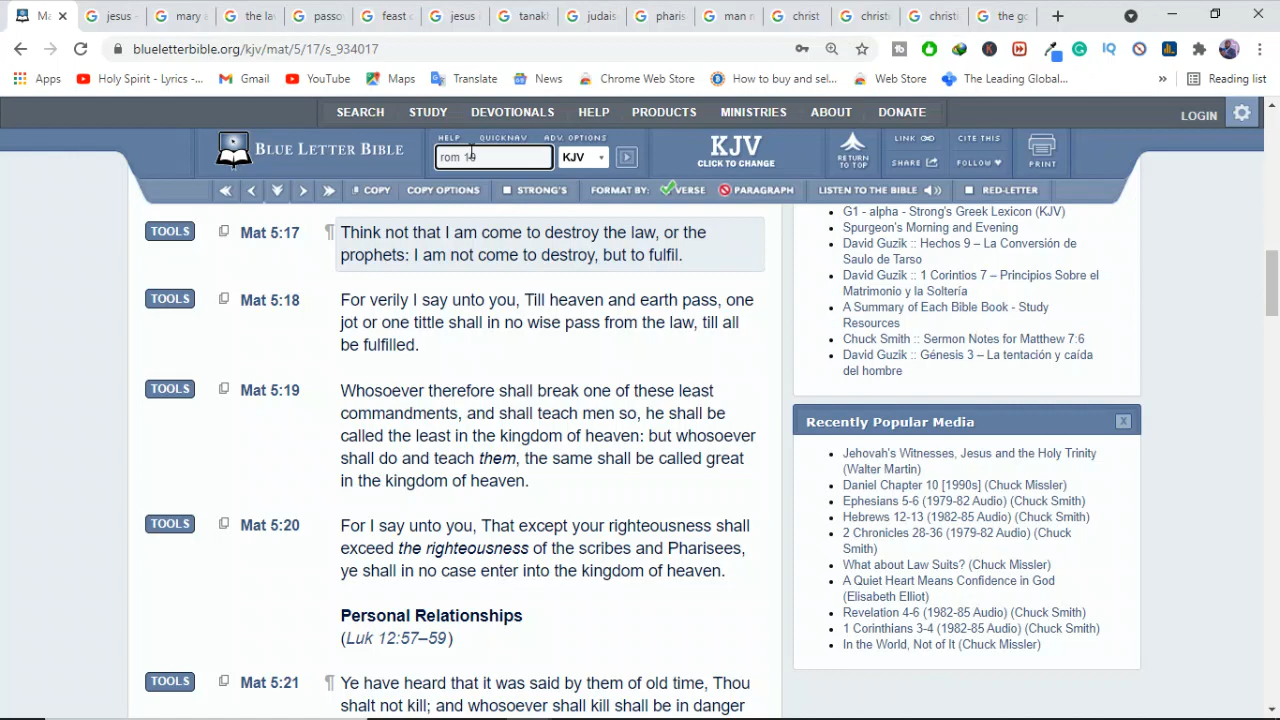 Ma
jesus -
mary a
the la
passo
feast o
jesus i
tanakh
judais
pharis
man n
christ
christ
christi
the go
blueletterbible.org/kjv/mat/5/17/s_934017
Apps
Holy Spirit - Lyrics -...
Gmail
YouTube
Maps
Translate
News
Chrome Web Store
How to buy and sel...
Web Store
The Leading Global...
»
Reading list
SEARCH
STUDY
DEVOTIONALS
HELP
PRODUCTS
MINISTRIES
ABOUT
DONATE
LOGIN
BLUE LETTER BIBLE
HELP
QUICKNAV
ADV. OPTIONS
rom 10
KJV
KJV
CLICK TO CHANGE
RETURN
TO TOP
LINK
CITE THIS
SHARE
FOLLOW
PRINT
COPY
COPY OPTIONS
STRONG'S
FORMAT BY:
VERSE
PARAGRAPH
LISTEN TO THE BIBLE
RED-LETTER
TOOLS
Mat 5:17
¶ Think not that I am come to destroy the law, or the
prophets: I am not come to destroy, but to fulfil.
TOOLS
Mat 5:18
For verily I say unto you, Till heaven and earth pass, one
jot or one tittle shall in no wise pass from the law, till all
be fulfilled.
TOOLS
Mat 5:19
Whosoever therefore shall break one of these least
commandments, and shall teach men so, he shall be
called the least in the kingdom of heaven: but whosoever
shall do and teach them, the same shall be called great
in the kingdom of heaven.
TOOLS
Mat 5:20
For I say unto you, That except your righteousness shall
exceed the righteousness of the scribes and Pharisees,
ye shall in no case enter into the kingdom of heaven.
Personal Relationships
(Luk 12:57–59)
TOOLS
Mat 5:21
¶ Ye have heard that it was said by them of old time, Thou
shalt not kill; and whosoever shall kill shall be in danger
G1 - alpha - Strong's Greek Lexicon (KJV)
Spurgeon's Morning and Evening
David Guzik :: Hechos 9 – La Conversión de
Saulo de Tarso
David Guzik :: 1 Corintios 7 – Principios Sobre el
Matrimonio y la Soltería
A Summary of Each Bible Book - Study
Resources
Chuck Smith :: Sermon Notes for Matthew 7:6
David Guzik :: Génesis 3 – La tentación y caída
del hombre
Recently Popular Media
X
Jehovah's Witnesses, Jesus and the Holy Trinity
(Walter Martin)
Daniel Chapter 10 [1990s] (Chuck Missler)
Ephesians 5-6 (1979-82 Audio) (Chuck Smith)
Hebrews 12-13 (1982-85 Audio) (Chuck Smith)
2 Chronicles 28-36 (1979-82 Audio) (Chuck
Smith)
What about Law Suits? (Chuck Missler)
A Quiet Heart Means Confidence in God
(Elisabeth Elliot)
Revelation 4-6 (1982-85 Audio) (Chuck Smith)
1 Corinthians 3-4 (1982-85 Audio) (Chuck Smith)
In the World, Not of It (Chuck Missler)